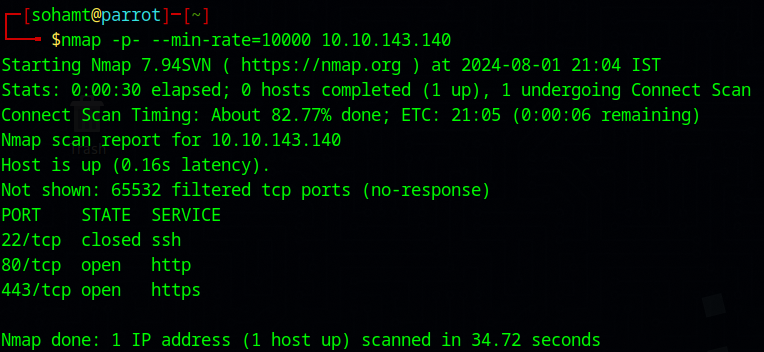 [sohamt@parrot]-[~]
$nmap -p- --min-rate=10000 10.10.143.140
Starting Nmap 7.94SVN ( https://nmap.org ) at 2024-08-01 21:04 IST
Stats: 0:00:30 elapsed; 0 hosts completed (1 up), 1 undergoing Connect Scan
Connect Scan Timing: About 82.77% done; ETC: 21:05 (0:00:06 remaining)
Nmap scan report for 10.10.143.140
Host is up (0.16s latency).
Not shown: 65532 filtered tcp ports (no-response)
PORT    STATE  SERVICE
22/tcp  closed ssh
80/tcp  open   http
443/tcp open   https
Nmap done: 1 IP address (1 host up) scanned in 34.72 seconds